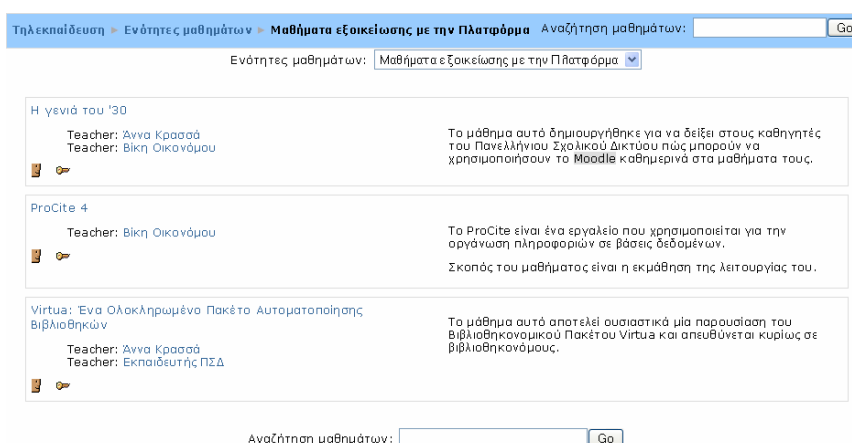 Τηλεκπαίδευση ► Ενότητες μαθημάτων ► Μαθήματα εξοικείωσης με την Πλατφόρμα Αναζήτηση μαθημάτων: Go
Ενότητες μαθημάτων: Μαθήματα εξοικείωσης με την Πλατφόρμα
Η γενιά του '30
Teacher: Άννα Κρασσά
Teacher: Βίκη Οικονόμου
Το μάθημα αυτό δημιουργήθηκε για να δείξει στους καθηγητές
του Πανελλήνιου Σχολικού Δικτύου πώς μπορούν να
χρησιμοποιήσουν το Moodle καθημερινά στα μαθήματα τους.
ProCite 4
Teacher: Βίκη Οικονόμου
Το ProCite είναι ένα εργαλείο που χρησιμοποιείται για την
οργάνωση πληροφοριών σε βάσεις δεδομένων.
Σκοπός του μαθήματος είναι η εκμάθηση της λειτουργίας του.
Virtua: Ένα Ολοκληρωμένο Πακέτο Αυτοματοποίησης
Βιβλιοθηκών
Teacher: Άννα Κρασσά
Teacher: Εκπαιδευτής ΠΣΔ
Το μάθημα αυτό αποτελεί ουσιαστικά μία παρουσίαση του
Βιβλιοθηκονομικού Πακέτου Virtua και απευθύνεται κυρίως σε
βιβλιοθηκονόμους.
Αναζήτηση μαθημάτων: Go